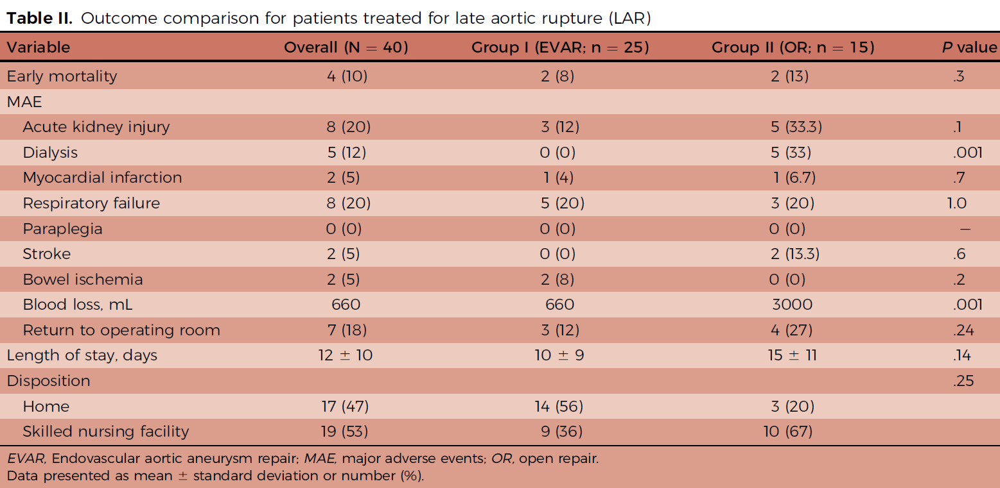 Table II. Outcome comparison for patients treated for late aortic rupture (LAR)
Variable Overall (N = 40) Group I (EVAR; n = 25) Group II (OR; n = 15) P value
Early mortality 4 (10) 2 (8) 2 (13) .3
MAE
Acute kidney injury 8 (20) 3 (12) 5 (33.3) .1
Dialysis 5 (12) 0 (0) 5 (33) .001
Myocardial infarction 2 (5) 1 (4) 1 (6.7) .7
Respiratory failure 8 (20) 5 (20) 3 (20) 1.0
Paraplegia 0 (0) 0 (0) 0 (0) –
Stroke 2 (5) 0 (0) 2 (13.3) .6
Bowel ischemia 2 (5) 2 (8) 0 (0) .2
Blood loss, mL 660 660 3000 .001
Return to operating room 7 (18) 3 (12) 4 (27) .24
Length of stay, days 12 ± 10 10 ± 9 15 ± 11 .14
Disposition .25
Home 17 (47) 14 (56) 3 (20)
Skilled nursing facility 19 (53) 9 (36) 10 (67)
EVAR, Endovascular aortic aneurysm repair; MAE, major adverse events; OR, open repair.
Data presented as mean ± standard deviation or number (%).